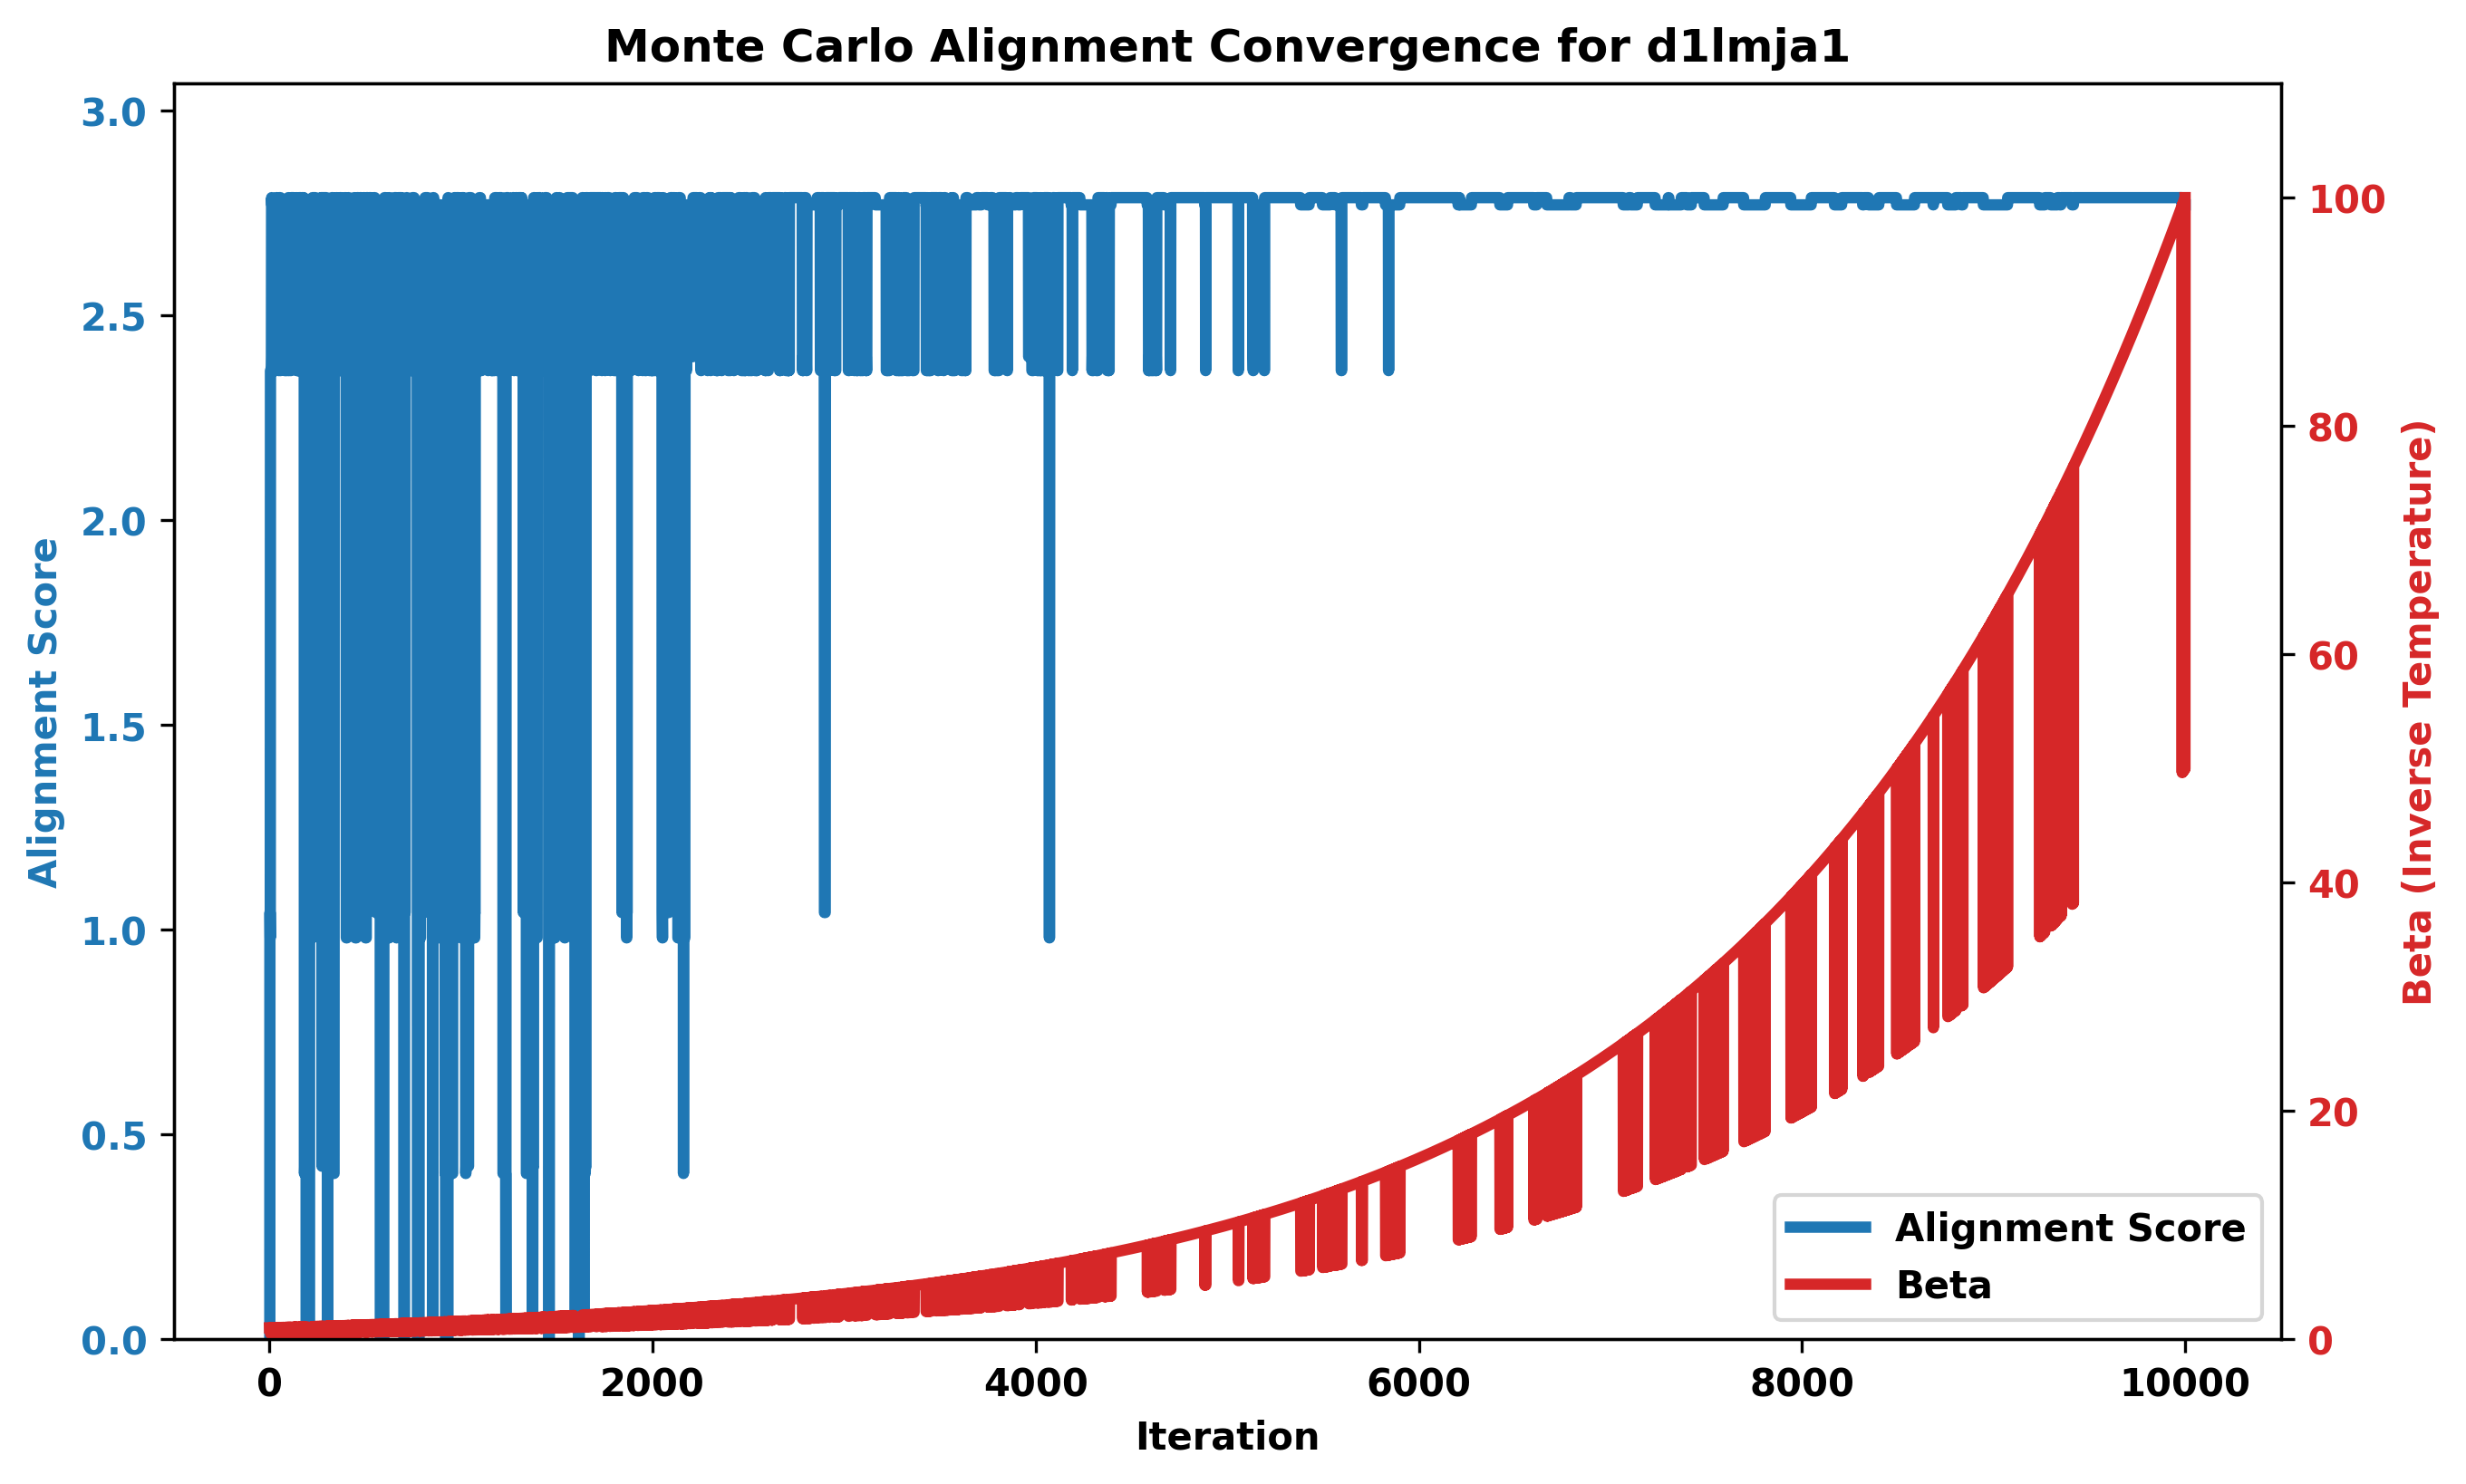 Monte Carlo Alignment Convergence for d1lmja1
3.0
2.5
2.0
1.5
1.0
0.5
0.0
Alignment Score
100
80
60
40
20
0
Beta (Inverse Temperature)
Alignment Score
Beta
0 2000 4000 6000 8000 10000
Iteration